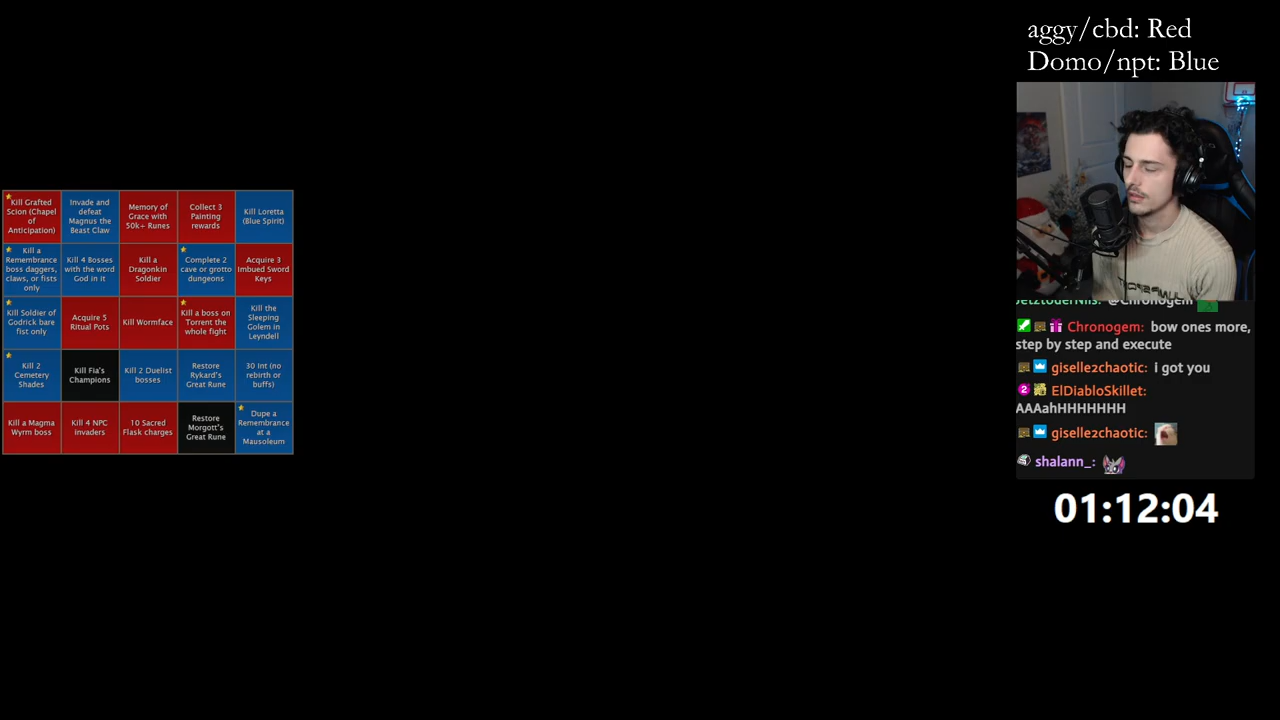 aggy/cbd: Red
Domo/npt: Blue
Kill Grafted
Scion (Chapel
of
Anticipation)
Invade and
defeat
Magnus the
Beast Claw
Memory of
Grace with
50k+ Runes
Collect 3
Painting
rewards
Kill Loretta
(Blue Spirit)
Kill a
Remembrance
boss daggers,
claws, or fists
only
Kill 4 Bosses
with the word
God in it
Kill a
Dragonkin
Soldier
Complete 2
cave or grotto
dungeons
Acquire 3
Imbued Sword
Keys
Kill Soldier of
Godrick bare
fist only
Acquire 5
Ritual Pots
Kill Wormface
Kill a boss on
Torrent the
whole fight
Kill the
Sleeping
Golem in
Leyndell
Kill 2
Cemetery
Shades
Kill Fia's
Champions
Kill 2 Duelist
bosses
Restore
Rykard's
Great Rune
30 Int (no
rebirth or
buffs)
Kill a Magma
Wyrm boss
Kill 4 NPC
invaders
10 Sacred
Flask charges
Restore
Morgott's
Great Rune
Dupe a
Remembrance
at a
Mausoleum
JetztoderNils: @Chronogem
Chronogem: bow ones more,
step by step and execute
giselle2chaotic: i got you
2 ElDiabloSkillet:
AAAahHHHHHHH
giselle2chaotic:
shalann_:
01:12:04